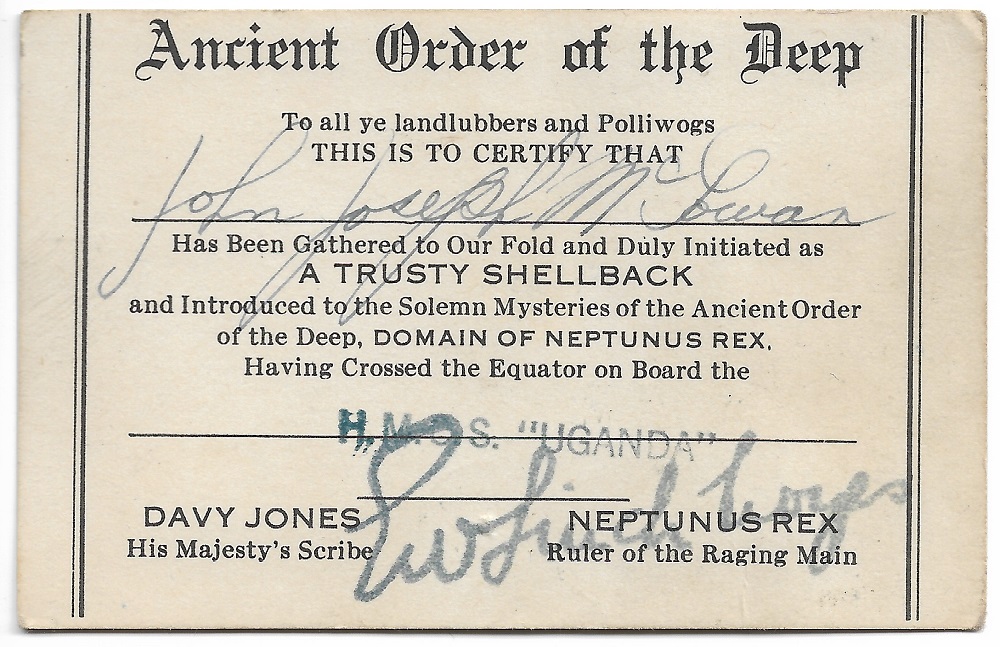 Ancient Order of the Deep
To all ye landlubbers and Polliwogs
THIS IS TO CERTIFY THAT
John Joseph McCowan
Has Been Gathered to Our Fold and Duly Initiated as
A TRUSTY SHELLBACK
and Introduced to the Solemn Mysteries of the Ancient Order
of the Deep, DOMAIN OF NEPTUNUS REX,
Having Crossed the Equator on Board the
H.M.C.S. "UGANDA"
DAVY JONES
His Majesty's Scribe
NEPTUNUS REX
Ruler of the Raging Main